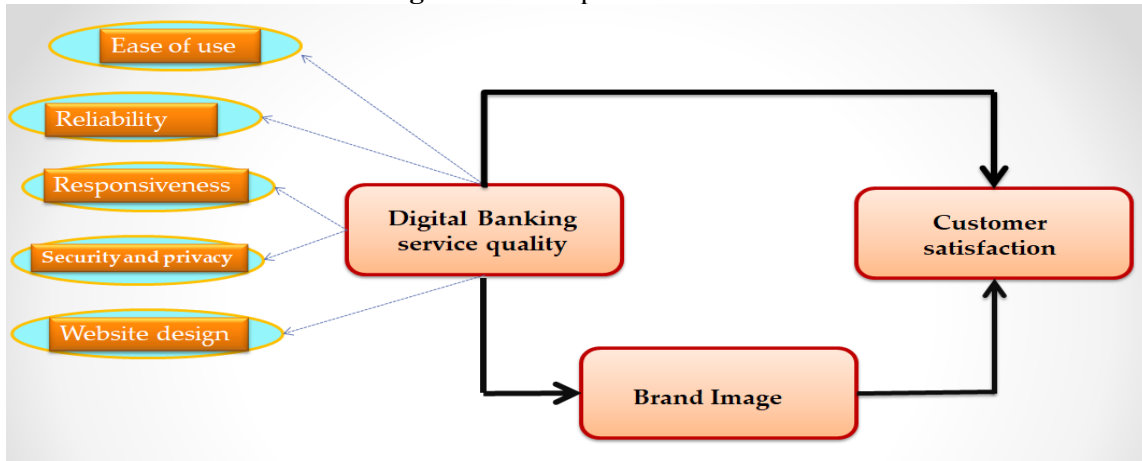 Ease of use
Reliability
Responsiveness
Security and privacy
Website design
Digital Banking
service quality
Customer
satisfaction
Brand Image